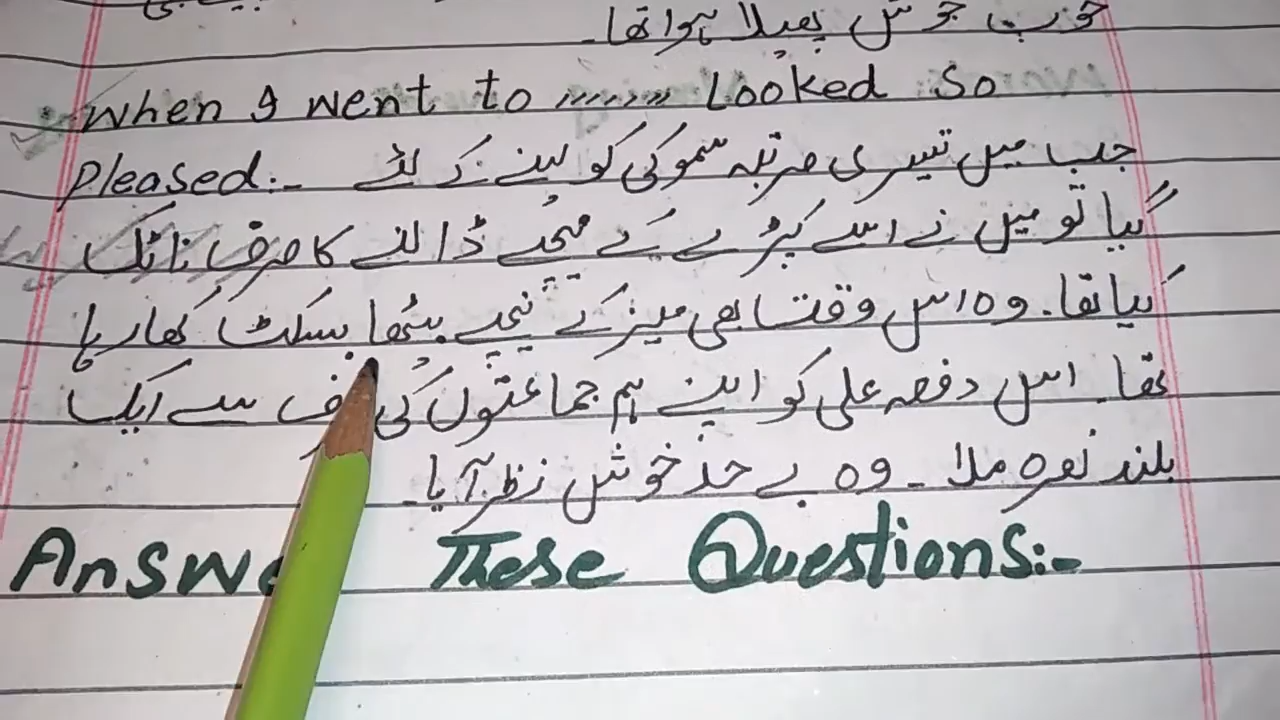 خوب جوش پھیلا ہوا تھا۔
When I went to ,,,,,,, Looked So
Pleased:- جب میں تیسری مرتبہ سموکی کو لینے کے لئے
گیا تو میں نے اسے کپڑے کے نیچے ڈالنے کا صرف ناٹک
کیا تھا۔ وہ اس وقت بھی میز کے نیچے بیٹھا بسکٹ کھا رہا
تھا۔ اس دفعہ علی کو اپنے ہم جماعتوں کی سے ایک
بلند نعرہ ملا ۔ وہ بے حد خوش نظر آیا۔
These Questions:-